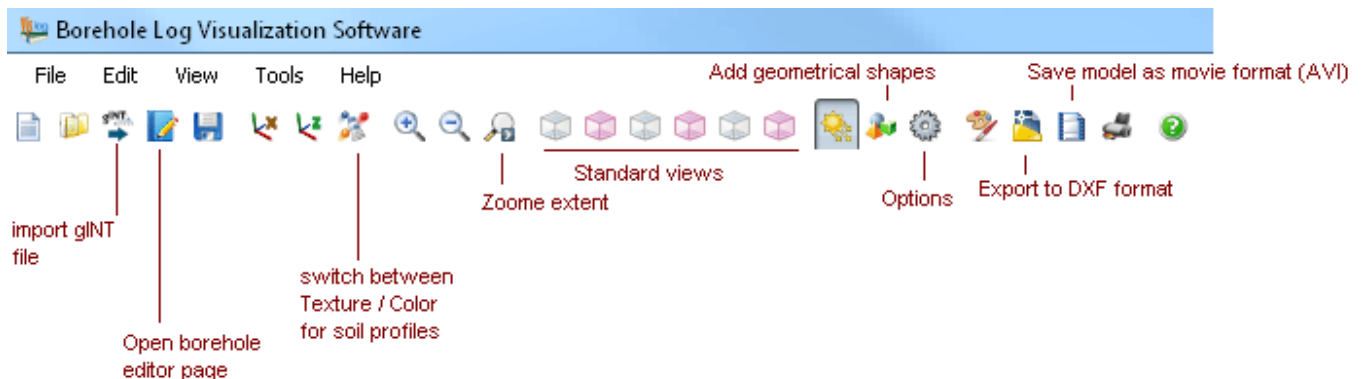 Borehole Log Visualization Software
File Edit View Tools Help
Add geometrical shapes
Save model as movie format (AVI)
gINT
Standard views
Zoome extent
Options
Export to DXF format
import gINT
file
switch between
Texture / Color
for soil profiles
Open borehole
editor page